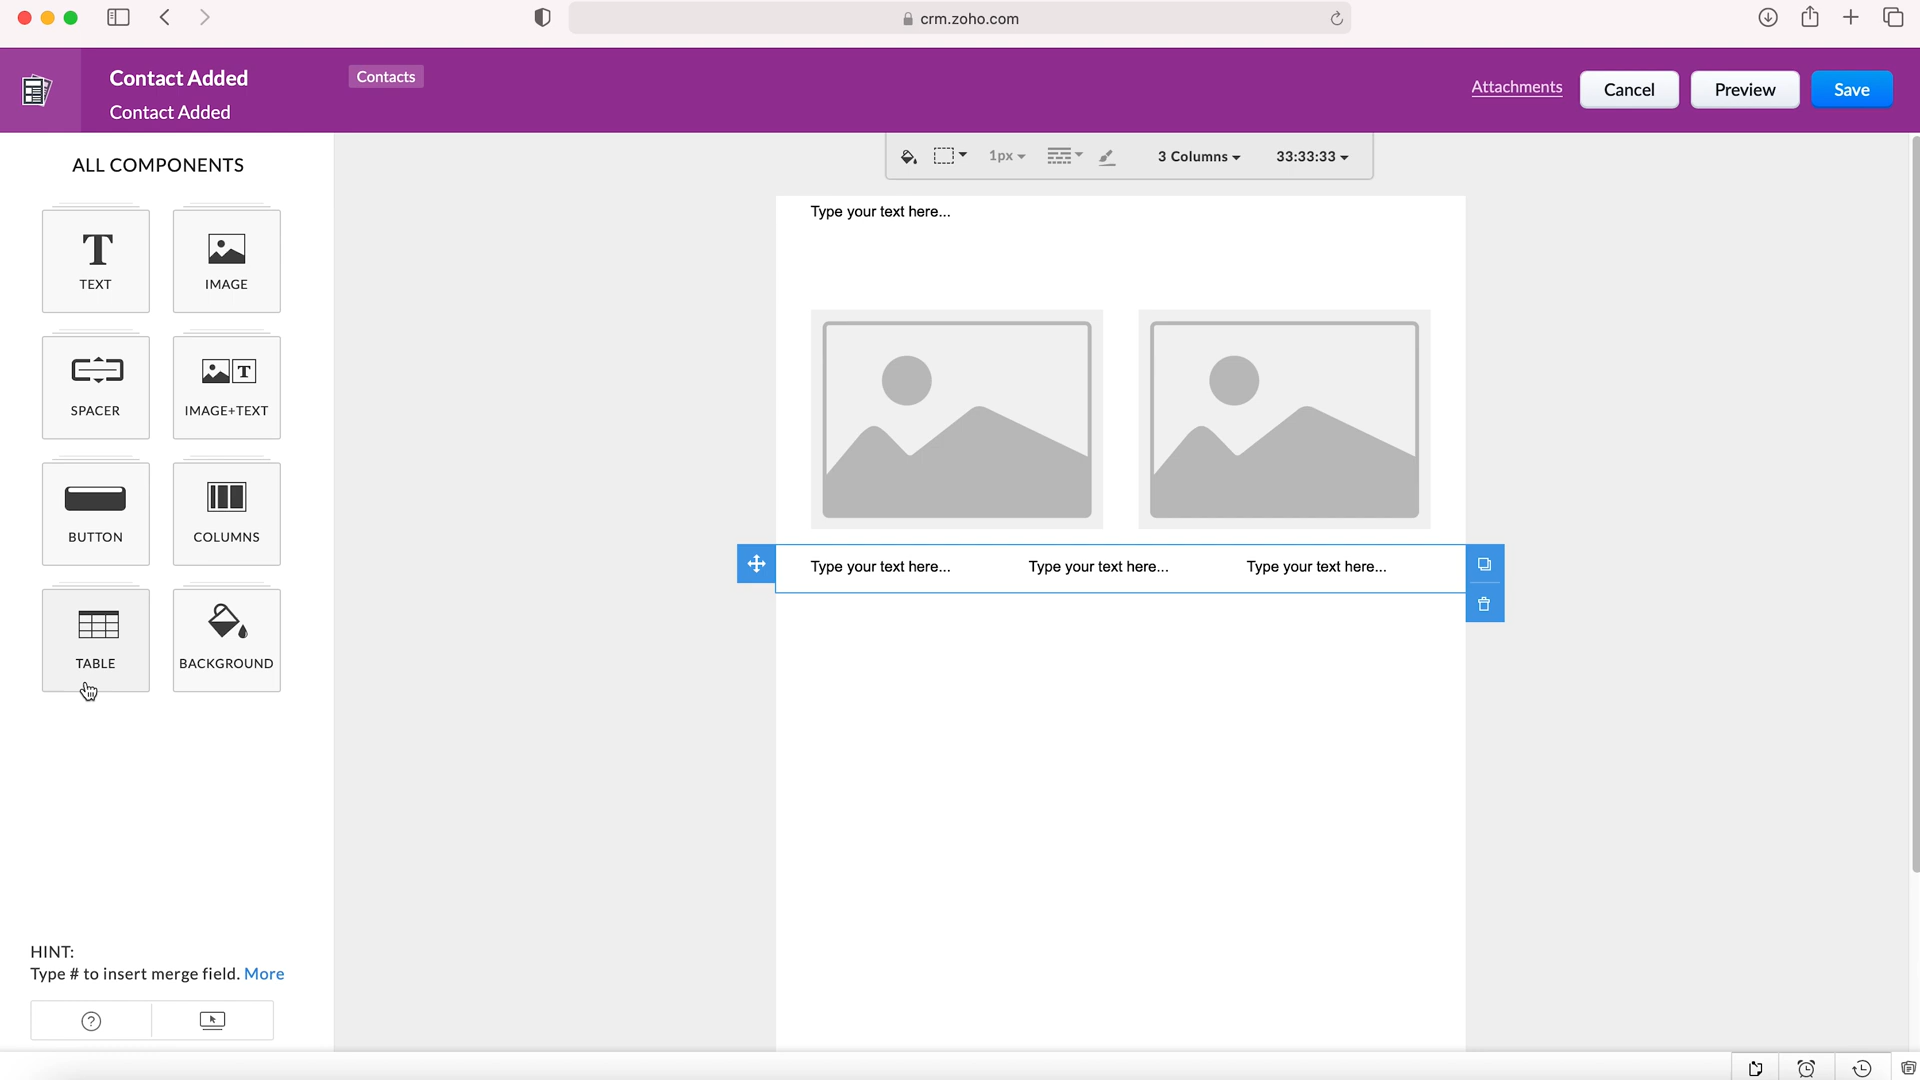 crm.zoho.com
Contact Added
Contacts
Contact Added
Attachments
Cancel
Preview
Save
ALL COMPONENTS
1px
3 Columns
33:33:33
T
TEXT
IMAGE
SPACER
T
IMAGE+TEXT
BUTTON
COLUMNS
TABLE
BACKGROUND
Type your text here...
Type your text here...
Type your text here...
Type your text here...
HINT:
Type # to insert merge field. More
?